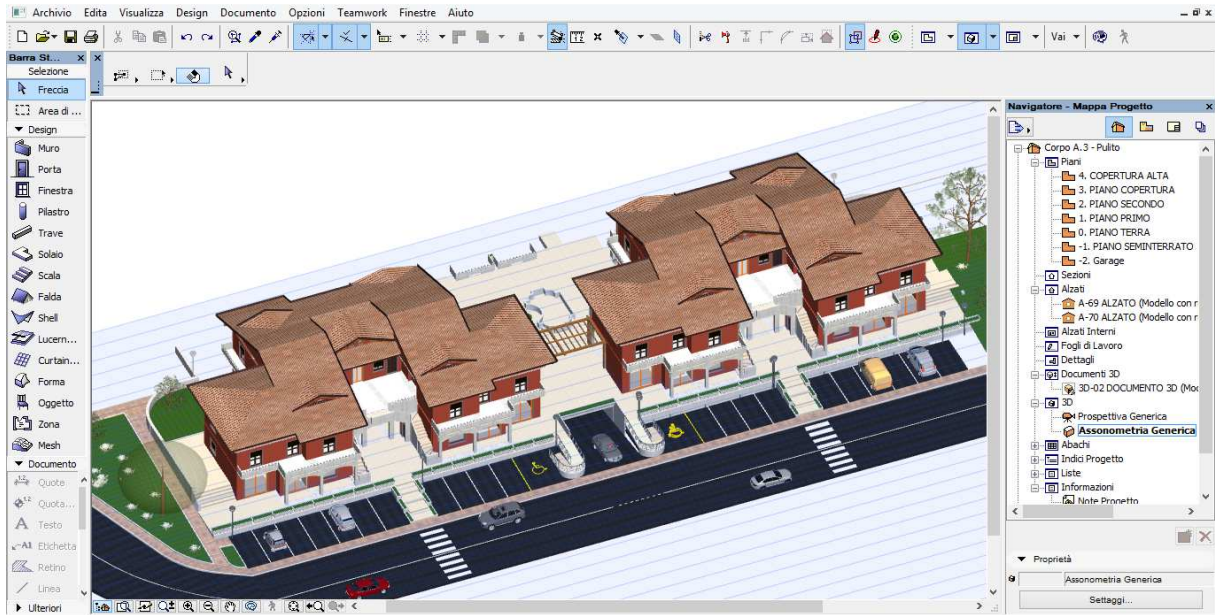 Archivio Edita Visualizza Design Documento Opzioni Teamwork Finestre Aiuto
Vai
Barra St...
Selezione
Freccia
Area di ...
Design
Muro
Porta
Finestra
Pilastro
Trave
Solaio
Scala
Falda
Shell
Lucern...
Curtain...
Forma
Oggetto
Zona
Mesh
Documento
Quote
Quota...
A Testo
A1 Etichetta
Retino
Linea
Ulteriori
Navigatore - Mappa Progetto
Corpo A.3 - Pulito
Piani
4. COPERTURA ALTA
3. PIANO COPERTURA
2. PIANO SECONDO
1. PIANO PRIMO
0. PIANO TERRA
-1. PIANO SEMINTERRATO
-2. Garage
Sezioni
Alzati
A-69 ALZATO (Modello con r
A-70 ALZATO (Modello con r
Alzati Interni
Fogli di Lavoro
Dettagli
Documenti 3D
3D-02 DOCUMENTO 3D (Moc
3D
Prospettiva Generica
Assonometria Generica
Abachi
Indici Progetto
Liste
Informazioni
Note Progetto
Proprietà
Assonometria Generica
Settaggi...